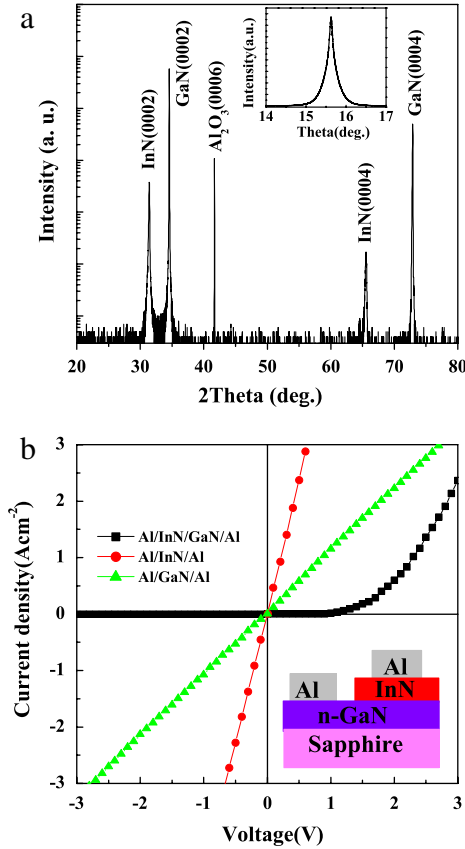 a
Intensity (a. u.)
InN(0002)
GaN(0002)
Al2O3(0006)
InN(0004)
GaN(0004)
Intensity(a.u.)
14 15 16 17
Theta(deg.)
20 30 40 50 60 70 80
2Theta (deg.)
b
Current density(Acm-2)
3
2
1
0
-1
-2
-3
Al/InN/GaN/Al
Al/InN/Al
Al/GaN/Al
Al
Al
InN
n-GaN
Sapphire
-3 -2 -1 0 1 2 3
Voltage(V)